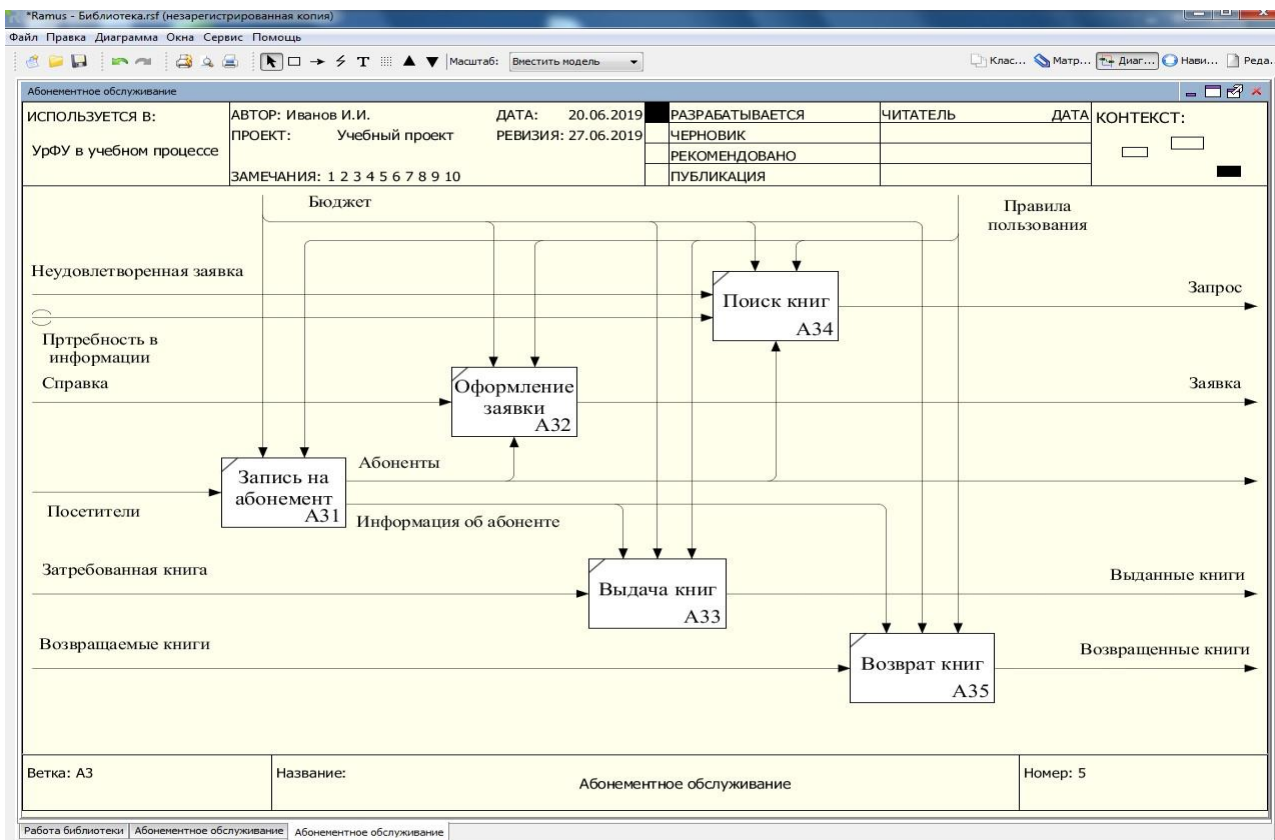 *Ramus - Библиотека.rsf (незарегистрированная копия)
Файл Правка Диаграмма Окна Сервис Помощь
Масштаб: Вместить модель Клас... Матр... Диаг... Нави... Реда...
Абонементное обслуживание
ИСПОЛЬЗУЕТСЯ В: АВТОР: Иванов И.И. ДАТА: 20.06.2019 РАЗРАБАТЫВАЕТСЯ ЧИТАТЕЛЬ ДАТА КОНТЕКСТ:
ПРОЕКТ: Учебный проект РЕВИЗИЯ: 27.06.2019 ЧЕРНОВИК
УрФУ в учебном процессе
РЕКОМЕНДОВАНО
ЗАМЕЧАНИЯ: 1 2 3 4 5 6 7 8 9 10 ПУБЛИКАЦИЯ
Бюджет
Правила
пользования
Неудовлетворенная заявка
Запрос
Поиск книг
A34
Пртребность в
информации
Справка
Оформление
заявки
A32
Заявка
Абоненты
Запись на
абонемент
A31
Посетители
Информация об абоненте
Затребованная книга
Выдача книг
A33
Выданные книги
Возвращаемые книги
Возврат книг
A35
Возвращенные книги
Ветка: A3 Название: Абонементное обслуживание Номер: 5
Работа библиотеки Абонементное обслуживание Абонементное обслуживание